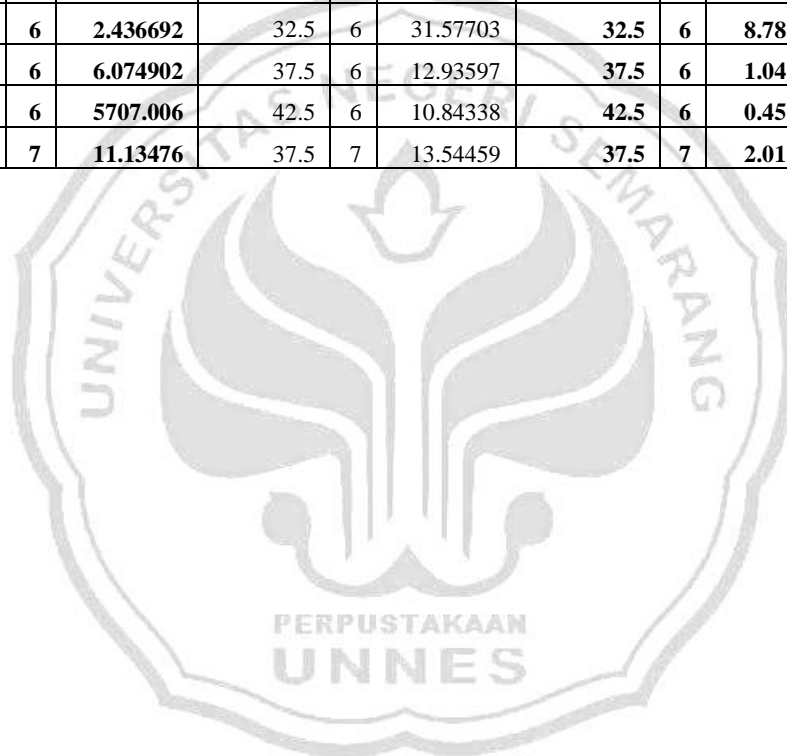 6 2.436692 32.5 6 31.57703 32.5 6 8.78
6 6.074902 37.5 6 12.93597 37.5 6 1.04
6 5707.006 42.5 6 10.84338 42.5 6 0.45
7 11.13476 37.5 7 13.54459 37.5 7 2.01
UNIVERSITAS NEGERI SEMARANG
PERPUSTAKAAN
UNNES